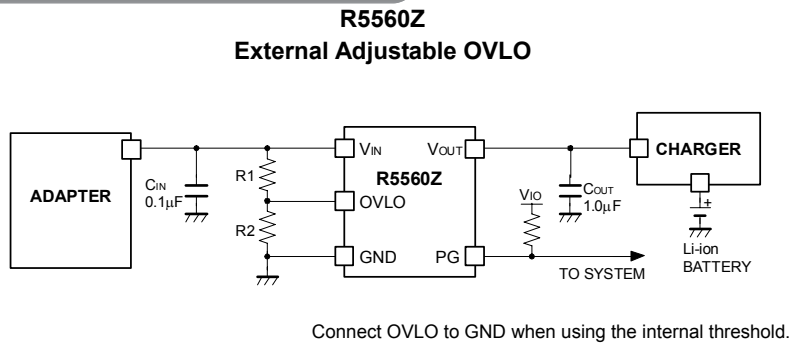 R5560Z
External Adjustable OVLO
ADAPTER
CIN
0.1μF
R1
R2
VIN
VOUT
R5560Z
OVLO
GND
PG
VIO
COUT
1.0μF
TO SYSTEM
CHARGER
+
Li-ion
BATTERY
Connect OVLO to GND when using the internal threshold.